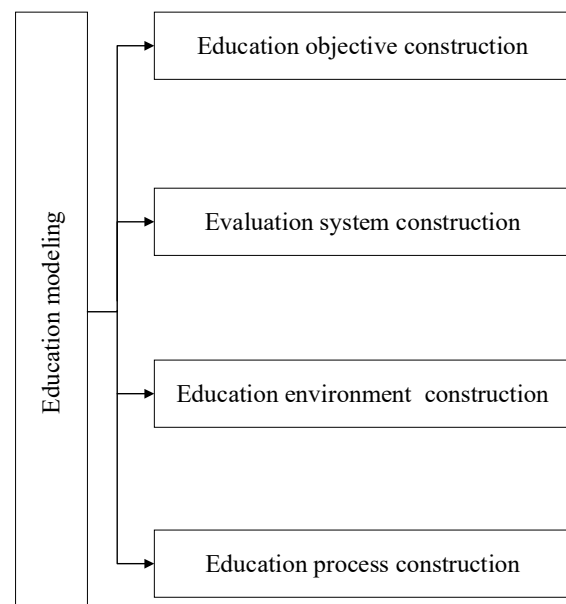 Education modeling
Education objective construction
Evaluation system construction
Education environment  construction
Education process construction